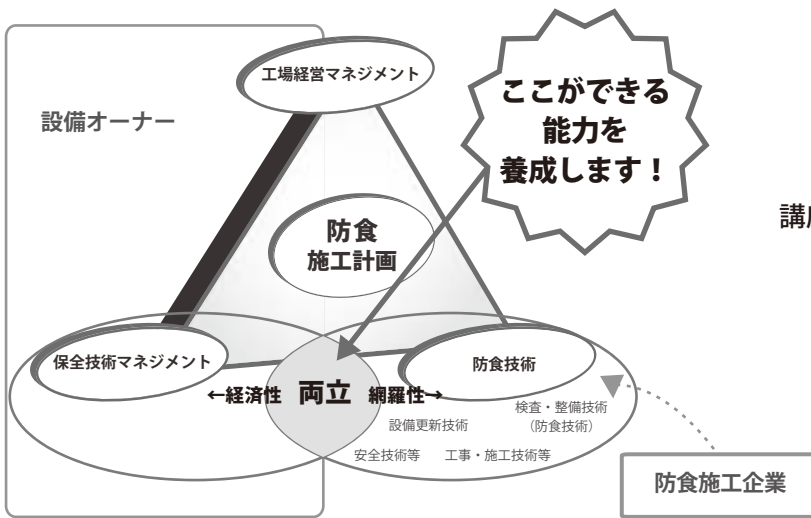 工場経営マネジメント
設備オーナー
ここができる
能力を
養成します！
防食
施工計画
保全技術マネジメント
防食技術
←経済性 両立 網羅性→
設備更新技術
検査・整備技術
（防食技術）
安全技術等 工事・施工技術等
防食施工企業
講